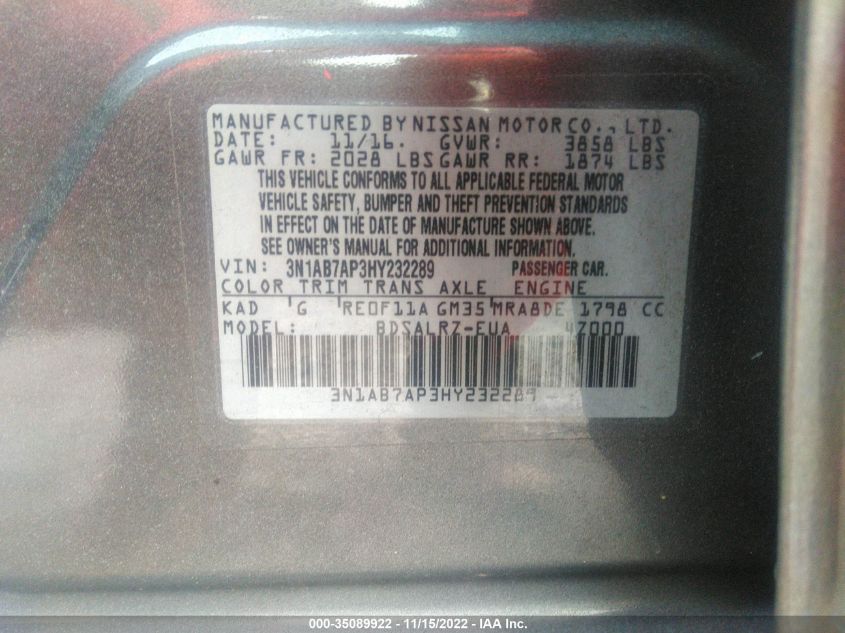 MANUFACTURED BY NISSAN MOTOR CO., LTD.
DATE: 11/16. GVWR: 3858 LBS
GAWR FR: 2028 LBS GAWR RR: 1874 LBS
THIS VEHICLE CONFORMS TO ALL APPLICABLE FEDERAL MOTOR
VEHICLE SAFETY, BUMPER AND THEFT PREVENTION STANDARDS
IN EFFECT ON THE DATE OF MANUFACTURE SHOWN ABOVE.
SEE OWNER'S MANUAL FOR ADDITIONAL INFORMATION.
VIN: 3N1AB7AP3HY232289 PASSENGER CAR.
COLOR TRIM TRANS AXLE ENGINE
KAD G RE0F11A GM35 MRA8DE 1798 CC
MODEL: BDSALRZ-EUA 4Z000
3N1AB7AP3HY232289
000-35089922 - 11/15/2022 - IAA Inc.